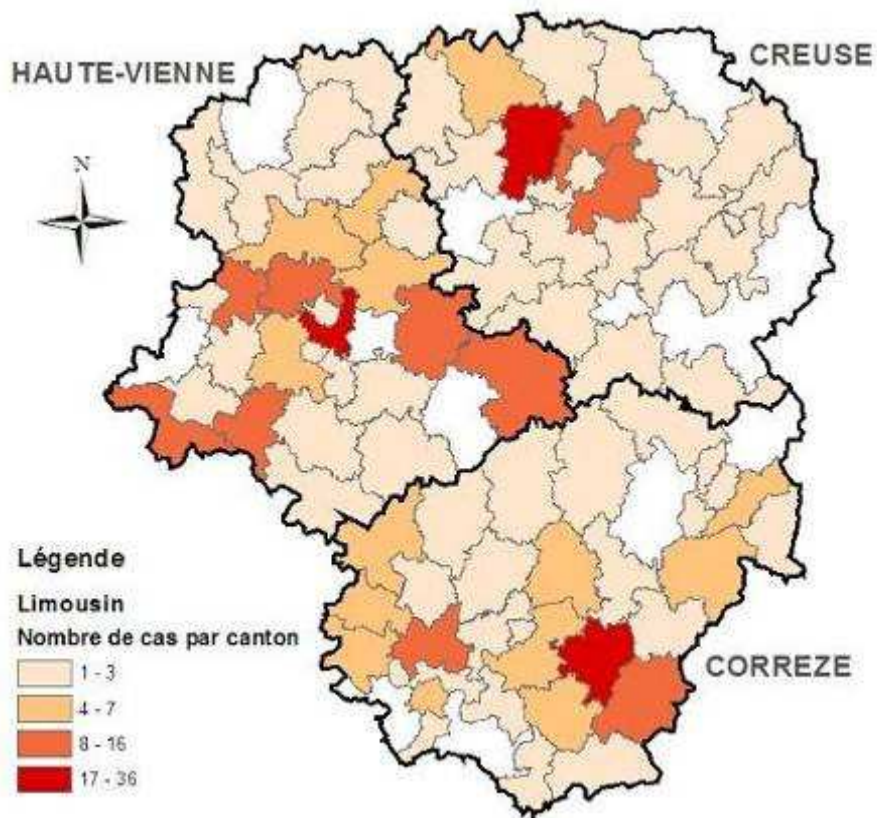 HAUTE-VIENNE
CREUSE
N
Légende
Limousin
Nombre de cas par canton
1 - 3
4 - 7
8 - 16
17 - 36
CORREZE